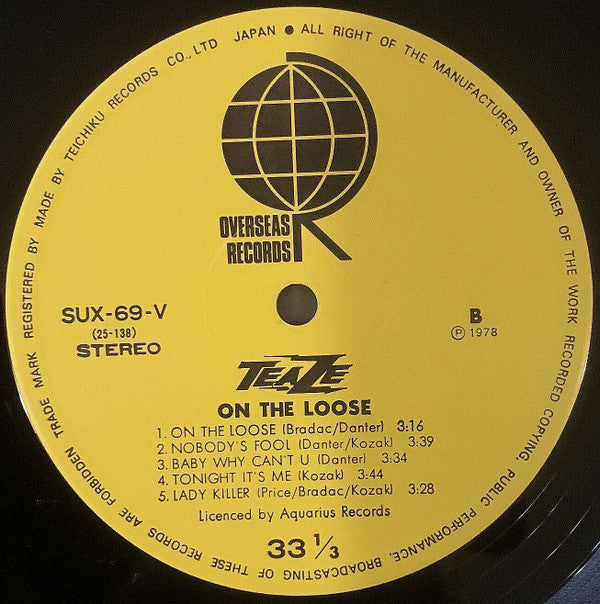 TRADE MARK REGISTERED BY MADE BY TEICHIKU RECORDS CO., LTD JAPAN ● ALL RIGHT OF THE MANUFACTURER AND OWNER OF THE WORK RECORDED COPYING, PUBLIC PERFORMANCE, BROADCASTING OF THESE RECORDS ARE FORBIDDEN
OVERSEAS
RECORDS
R
SUX-69-V
(25-138)
STEREO
B
Ⓟ 1978
TEAZE
ON THE LOOSE
1. ON THE LOOSE (Bradac/Danter) 3:16
2. NOBODY'S FOOL (Danter/Kozak) 3:39
3. BABY WHY CAN'T U (Danter) 3:34
4. TONIGHT IT'S ME (Kozak) 3:44
5. LADY KILLER (Price/Bradac/Kozak) 3:28
Licenced by Aquarius Records
33 1/3